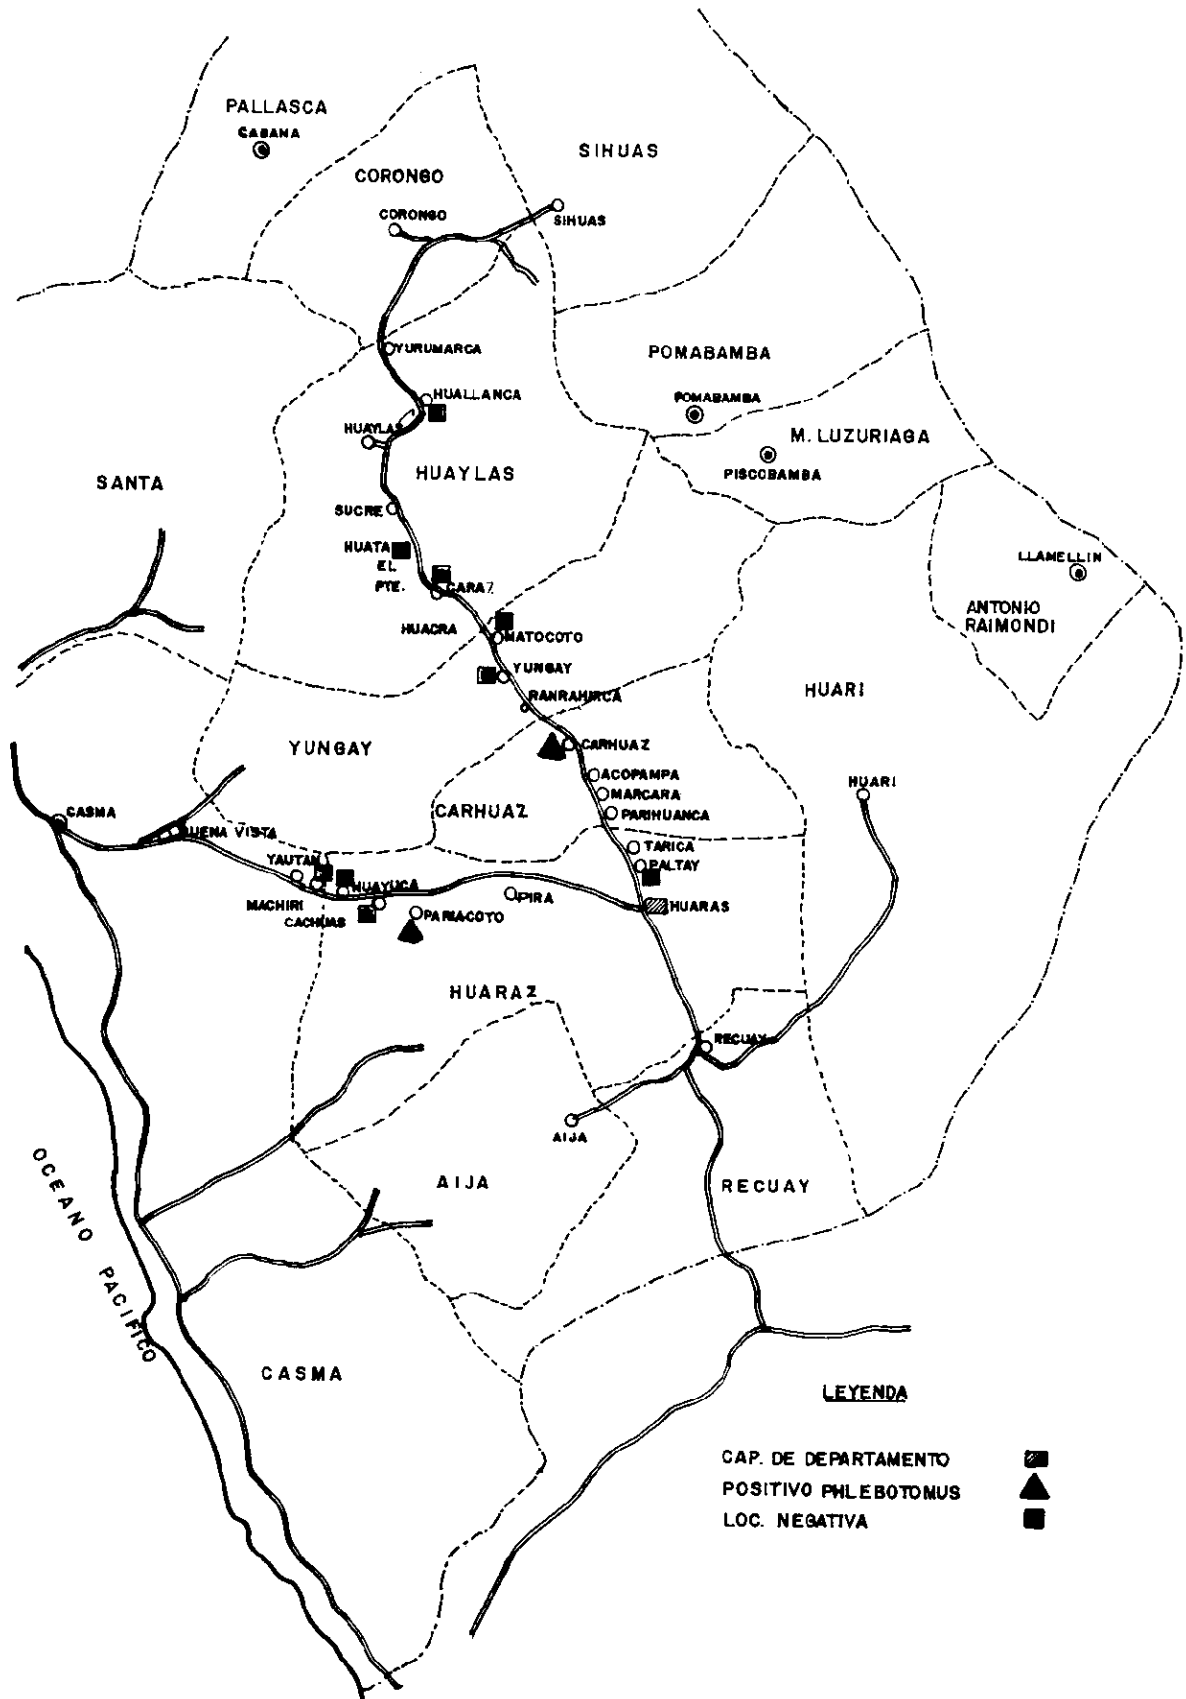 PALLASCA
CABANA
SIHUAS
CORONGO
CORONGO
SIHUAS
YURUMARCA
POMABAMBA
HUALLANCA
POMABAMBA
HUAYLAS
M. LUZURIAGA
HUAYLAS
PISCOBAMBA
SANTA
SUCRE
HUATA
EL
PTE.
LLAMELLIN
CARAZ
ANTONIO
RAIMONDI
HUACRA
MATOCOTO
YUNGAY
RANRAHIRCA
HUARI
YUNGAY
CARHUAZ
ACOPAMPA
HUARI
MARCARA
CASMA
CARHUAZ
PARIHUANCA
BUENA VISTA
TARICA
YAUTAN
PALTAY
HUAYUCA
PIRA
MACHIRI
HUARAS
CACHUAS
PARIACOTO
HUARAZ
RECUAY
AIJA
OCEANO PACIFICO
AIJA
RECUAY
CASMA
LEYENDA
CAP. DE DEPARTAMENTO
POSITIVO PHLEBOTOMUS
LOC. NEGATIVA